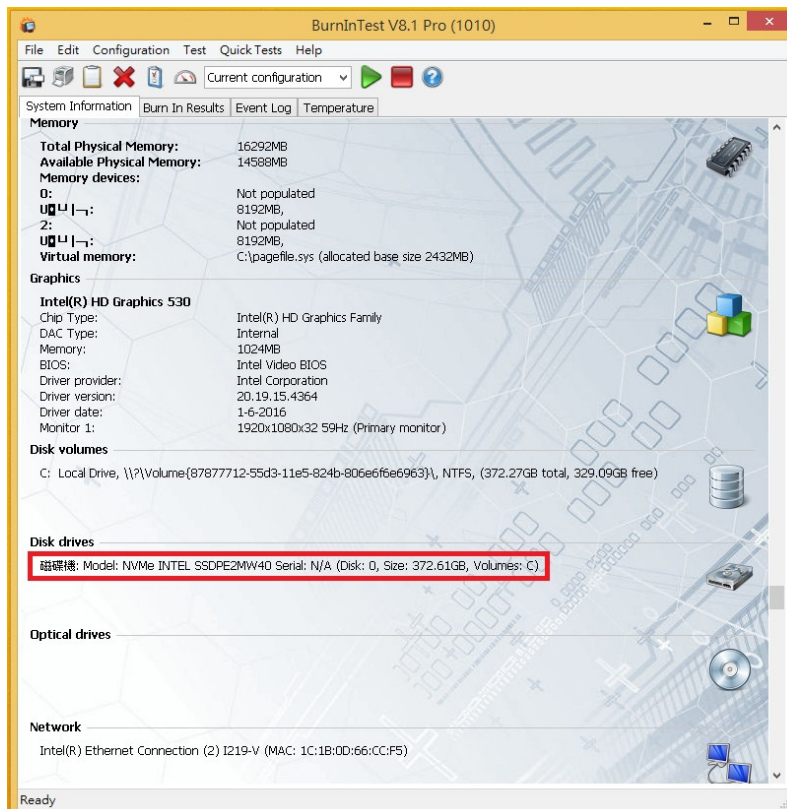 BurnInTest V8.1 Pro (1010)
File Edit Configuration Test Quick Tests Help
Current configuration
System Information Burn In Results Event Log Temperature
Memory
Total Physical Memory: 16292MB
Available Physical Memory: 14588MB
Memory devices:
0: Not populated
8192MB,
2: Not populated
8192MB,
Virtual memory: C:\pagefile.sys (allocated base size 2432MB)
Graphics
Intel(R) HD Graphics 530
Chip Type: Intel(R) HD Graphics Family
DAC Type: Internal
Memory: 1024MB
BIOS: Intel Video BIOS
Driver provider: Intel Corporation
Driver version: 20.19.15.4364
Driver date: 1-6-2016
Monitor 1: 1920x1080x32 59Hz (Primary monitor)
Disk volumes
C: Local Drive, \\?\Volume{87877712-55d3-11e5-824b-806e6f6e6963}\, NTFS, (372.27GB total, 329.09GB free)
Disk drives
磁碟機: Model: NVMe INTEL SSDPE2MW40 Serial: N/A (Disk: 0, Size: 372.61GB, Volumes: C)
Optical drives
Network
Intel(R) Ethernet Connection (2) I219-V (MAC: 1C:1B:0D:66:CC:F5)
Ready